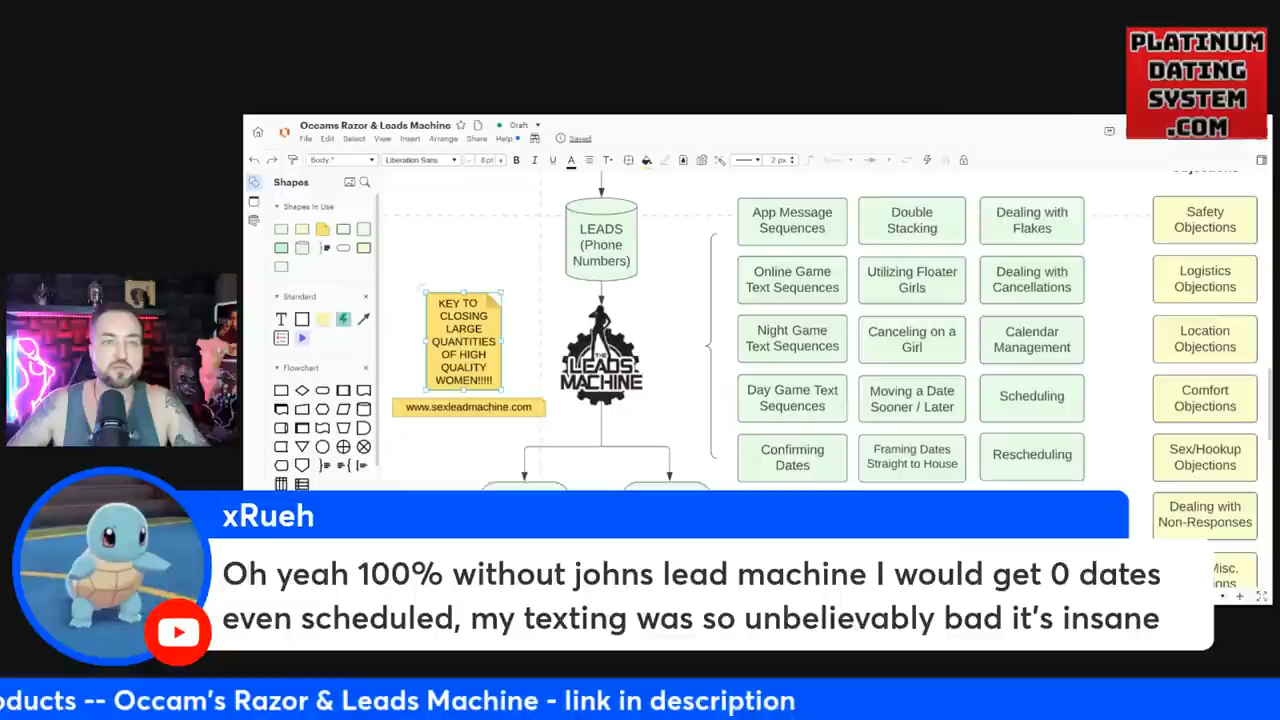 PLATINUM
DATING
SYSTEM
.COM
Occams Razor & Leads Machine
Draft
File Edit Select View Insert Arrange Share Help
Saved
Body
Liberation Sans
8 pt
B I U A T
2 px
None
Shapes
Shapes In Use
Standard
T
Flowchart
LEADS
(Phone
Numbers)
KEY TO
CLOSING
LARGE
QUANTITIES
OF HIGH
QUALITY
WOMEN!!!!!
www.sexleadmachine.com
THE
LEADS
MACHINE
App Message
Sequences
Double
Stacking
Dealing with
Flakes
Online Game
Text Sequences
Utilizing Floater
Girls
Dealing with
Cancellations
Night Game
Text Sequences
Canceling on a
Girl
Calendar
Management
Day Game Text
Sequences
Moving a Date
Sooner / Later
Scheduling
Confirming
Dates
Framing Dates
Straight to House
Rescheduling
Safety
Objections
Logistics
Objections
Location
Objections
Comfort
Objections
Sex/Hookup
Objections
Dealing with
Non-Responses
Misc.
xRueh
Oh yeah 100% without johns lead machine I would get 0 dates
even scheduled, my texting was so unbelievably bad it's insane
oducts -- Occam's Razor & Leads Machine - link in description